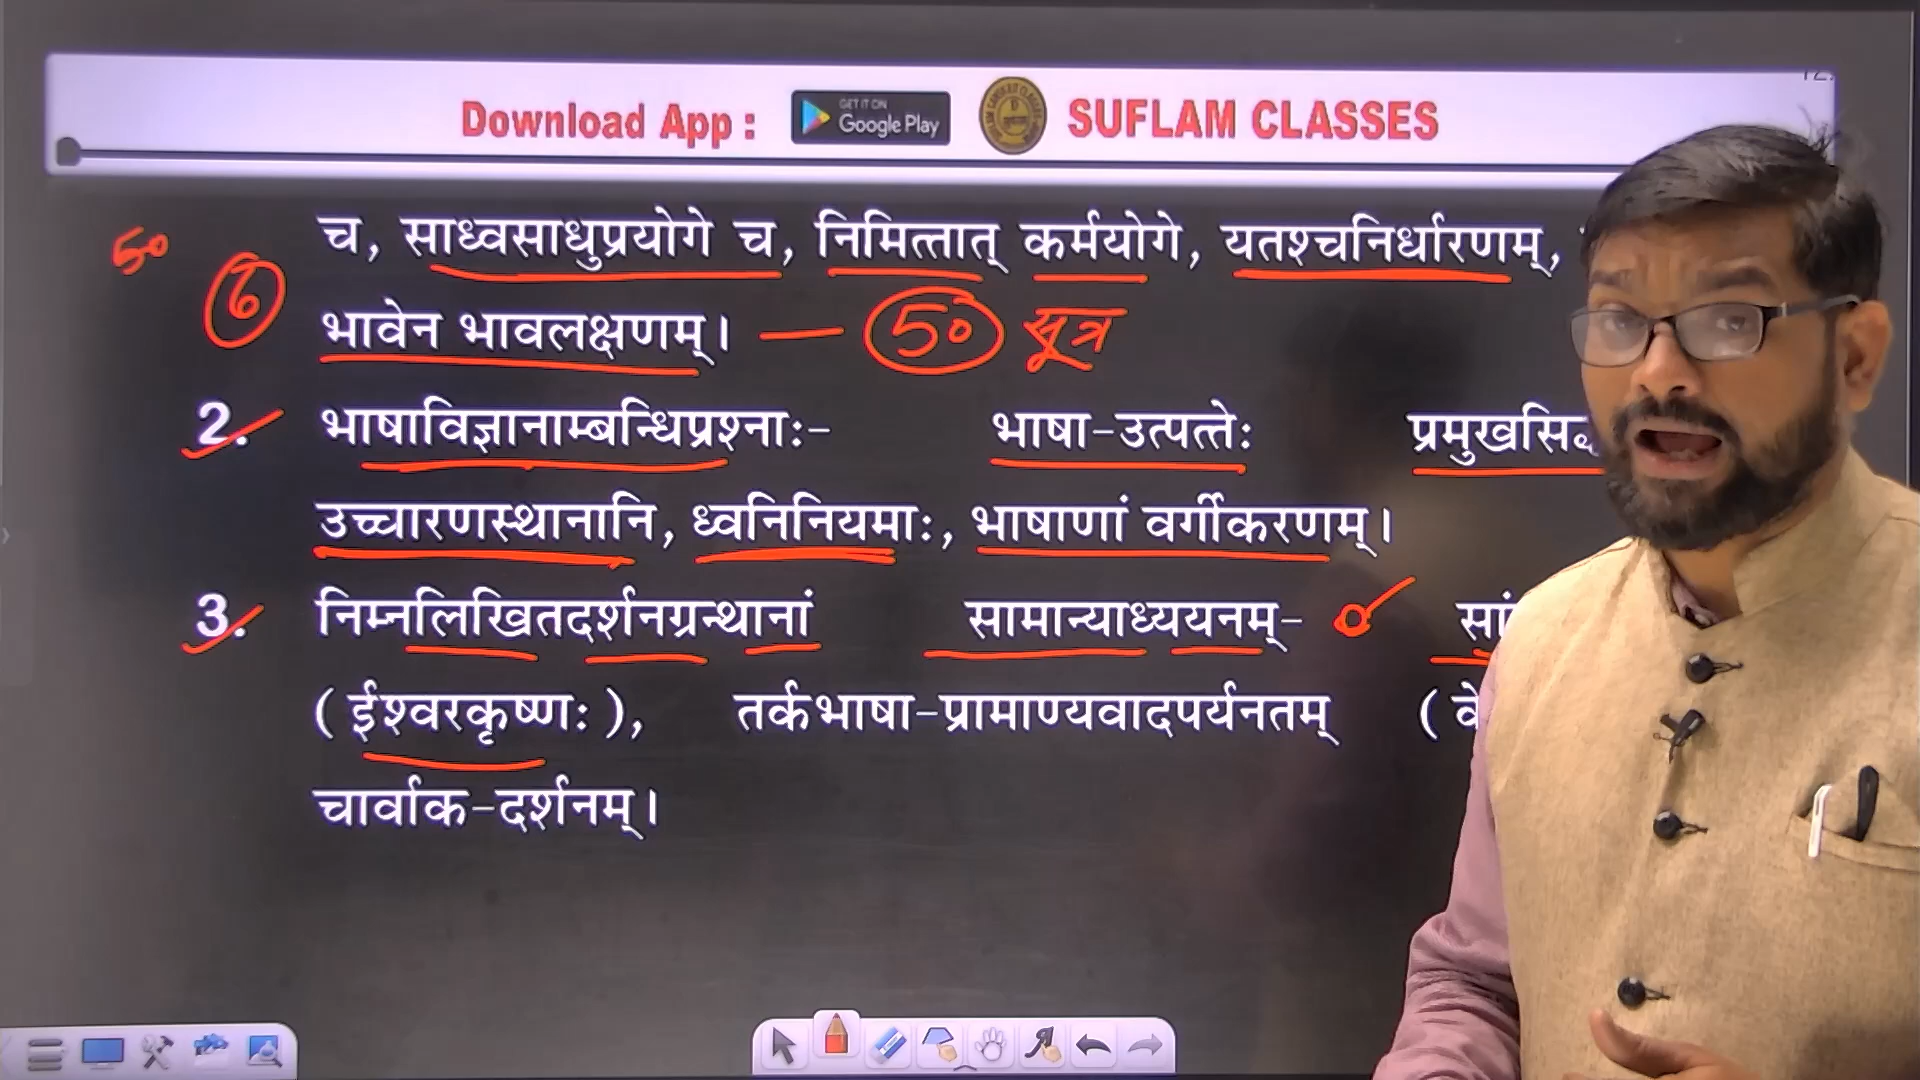 Download App : GET IT ON Google Play SUFLAM CLASSES
50 च, साध्वसाधुप्रयोगे च, निमित्तात् कर्मयोगे, यतश्चनिर्धारणम्,
6 भावेन भावलक्षणम्। — 50 सूत्र
2. भाषाविज्ञानाम्बन्धिप्रश्नाः- भाषा-उत्पत्तेः
उच्चारणस्थानानि, ध्वनिनियमाः, भाषाणां वर्गीकरणम्।
3. निम्नलिखितदर्शनग्रन्थानां सामान्याध्ययनम्-
(ईश्वरकृष्णः), तर्कभाषा-प्रामाण्यवादपर्यनतम्
चार्वाक-दर्शनम्।